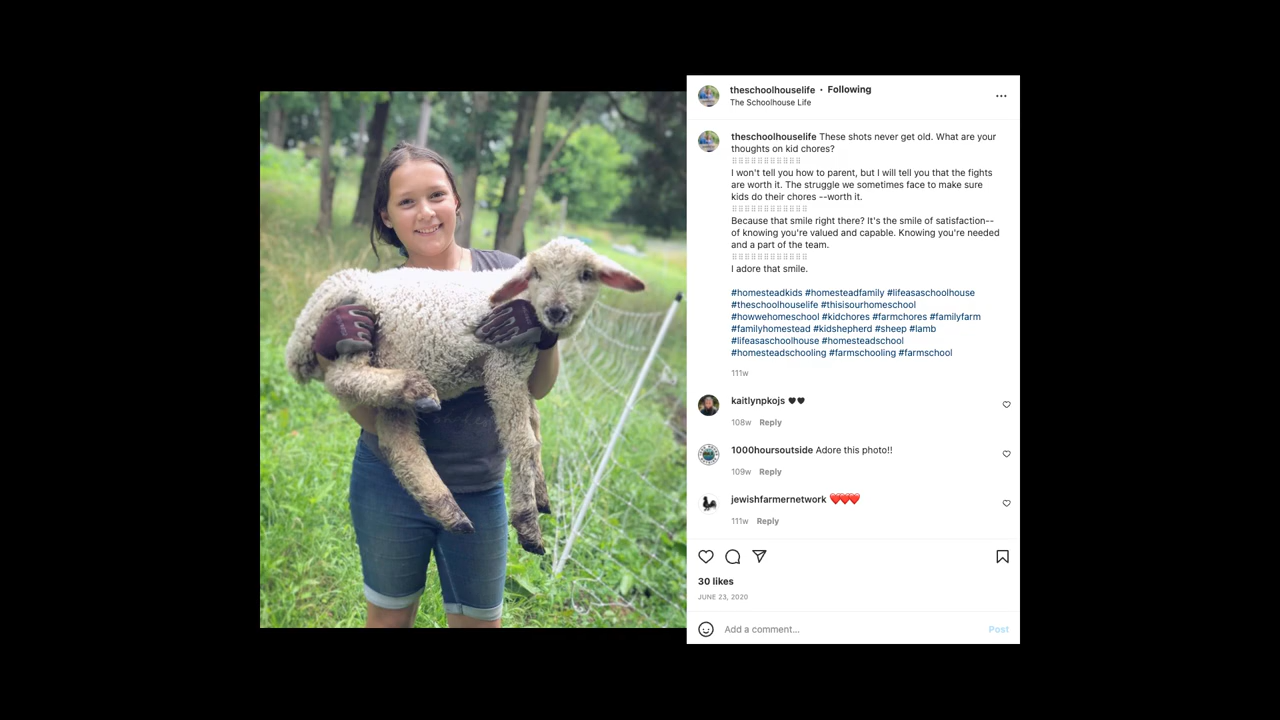 theschoolhouselife • Following
The Schoolhouse Life
theschoolhouselife These shots never get old. What are your
thoughts on kid chores?
⠿⠿⠿⠿⠿⠿⠿⠿⠿⠿⠿
I won't tell you how to parent, but I will tell you that the fights
are worth it. The struggle we sometimes face to make sure
kids do their chores --worth it.
⠿⠿⠿⠿⠿⠿⠿⠿⠿⠿⠿⠿
Because that smile right there? It's the smile of satisfaction--
of knowing you're valued and capable. Knowing you're needed
and a part of the team.
⠿⠿⠿⠿⠿⠿⠿⠿⠿⠿⠿⠿
I adore that smile.
#homesteadkids #homesteadfamily #lifeasaschoolhouse
#theschoolhouselife #thisisourhomeschool
#howwehomeschool #kidchores #farmchores #familyfarm
#familyhomestead #kidshepherd #sheep #lamb
#lifeasaschoolhouse #homesteadschool
#homesteadschooling #farmschooling #farmschool
111w
kaitlynpkojs 🖤🖤
108w Reply
1000hoursoutside Adore this photo!!
109w Reply
jewishfarmernetwork ❤️❤️❤️❤️
111w Reply
30 likes
JUNE 23, 2020
Add a comment...
Post